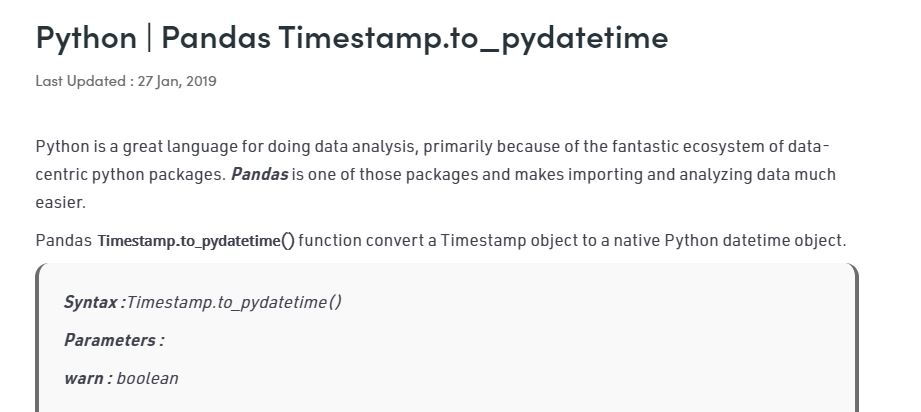 Python | Pandas Timestamp.to_pydatetime
Last Updated : 27 Jan, 2019
Python is a great language for doing data analysis, primarily because of the fantastic ecosystem of data-
centric python packages. Pandas is one of those packages and makes importing and analyzing data much
easier.
Pandas Timestamp.to_pydatetime() function convert a Timestamp object to a native Python datetime object.
Syntax :Timestamp.to_pydatetime()
Parameters :
warn : boolean